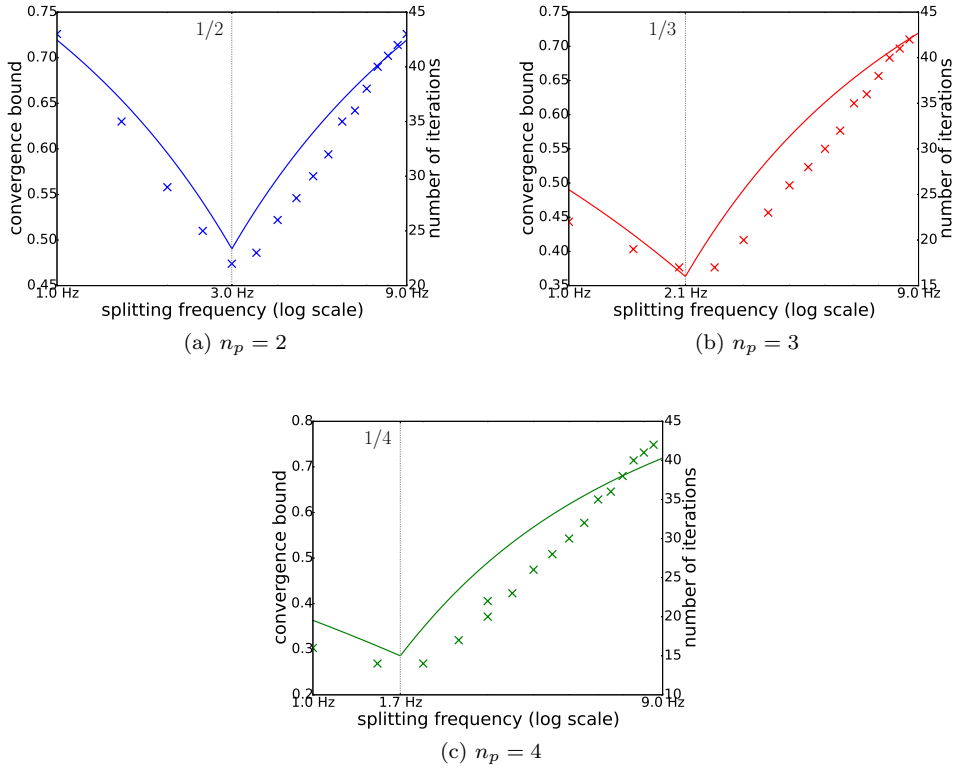 0.75
0.70
0.65
0.60
0.55
0.50
0.45
convergence bound
1/2
45
40
35
30
25
20
number of iterations
1.0 Hz
3.0 Hz
9.0 Hz
splitting frequency (log scale)
(a) n_p = 2
0.75
0.70
0.65
0.60
0.55
0.50
0.45
0.40
0.35
convergence bound
1/3
45
40
35
30
25
20
15
number of iterations
1.0 Hz
2.1 Hz
9.0 Hz
splitting frequency (log scale)
(b) n_p = 3
0.8
0.7
0.6
0.5
0.4
0.3
0.2
convergence bound
1/4
45
40
35
30
25
20
15
10
number of iterations
1.0 Hz
1.7 Hz
9.0 Hz
splitting frequency (log scale)
(c) n_p = 4